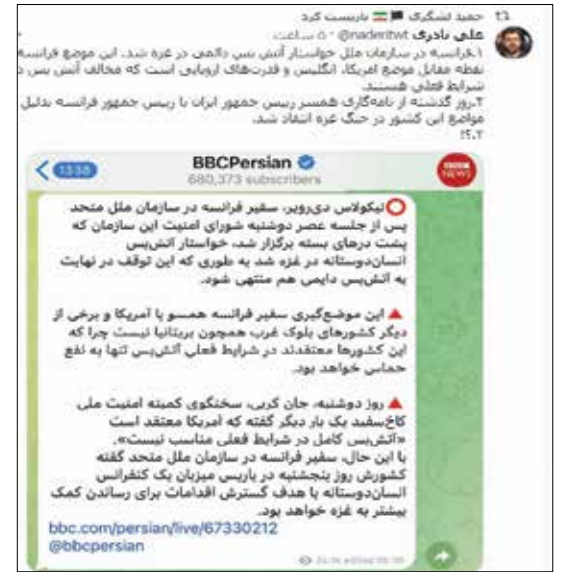 حمید لشگری بازپست کرد
علی نادری @naderitwt · ۵ ساعت
۱.فرانسه در سازمان ملل خواستار آتش بس دائمی در غزه شد. این موضع فرانسه
نقطه مقابل موضع امریکا، انگلیس و قدرت‌های اروپایی است که مخالف آتش بس در
شرایط فعلی هستند.
۲.روز گذشته از نامه‌نگاری همسر رییس جمهور ایران با رییس جمهور فرانسه بدلیل
مواضع این کشور در جنگ غزه انتقاد شد.
BBCPersian
680,373 subscribers
NEWS
نیکولاس دی‌رویر، سفیر فرانسه در سازمان ملل متحد
پس از جلسه عصر دوشنبه شورای امنیت این سازمان که
پشت درهای بسته برگزار شد، خواستار آتش‌بس
انسان‌دوستانه در غزه شد به طوری که این توقف در نهایت
به آتش‌بس دایمی هم منتهی شود.
این موضع‌گیری سفیر فرانسه همسو با آمریکا و برخی از
دیگر کشورهای بلوک غرب همچون بریتانیا نیست چرا که
این کشورها معتقدند در شرایط فعلی آتش‌بس تنها به نفع
حماس خواهد بود.
روز دوشنبه، جان کربی، سخنگوی کمیته امنیت ملی
کاخ‌سفید یک بار دیگر گفته که آمریکا معتقد است
«آتش‌بس کامل در شرایط فعلی مناسب نیست».
با این حال، سفیر فرانسه در سازمان ملل متحد گفته
کشورش روز پنجشنبه در پاریس میزبان یک کنفرانس
انسان‌دوستانه با هدف گسترش اقدامات برای رساندن کمک
بیشتر به غزه خواهد بود.
bbc.com/persian/live/67330212
@bbcpersian